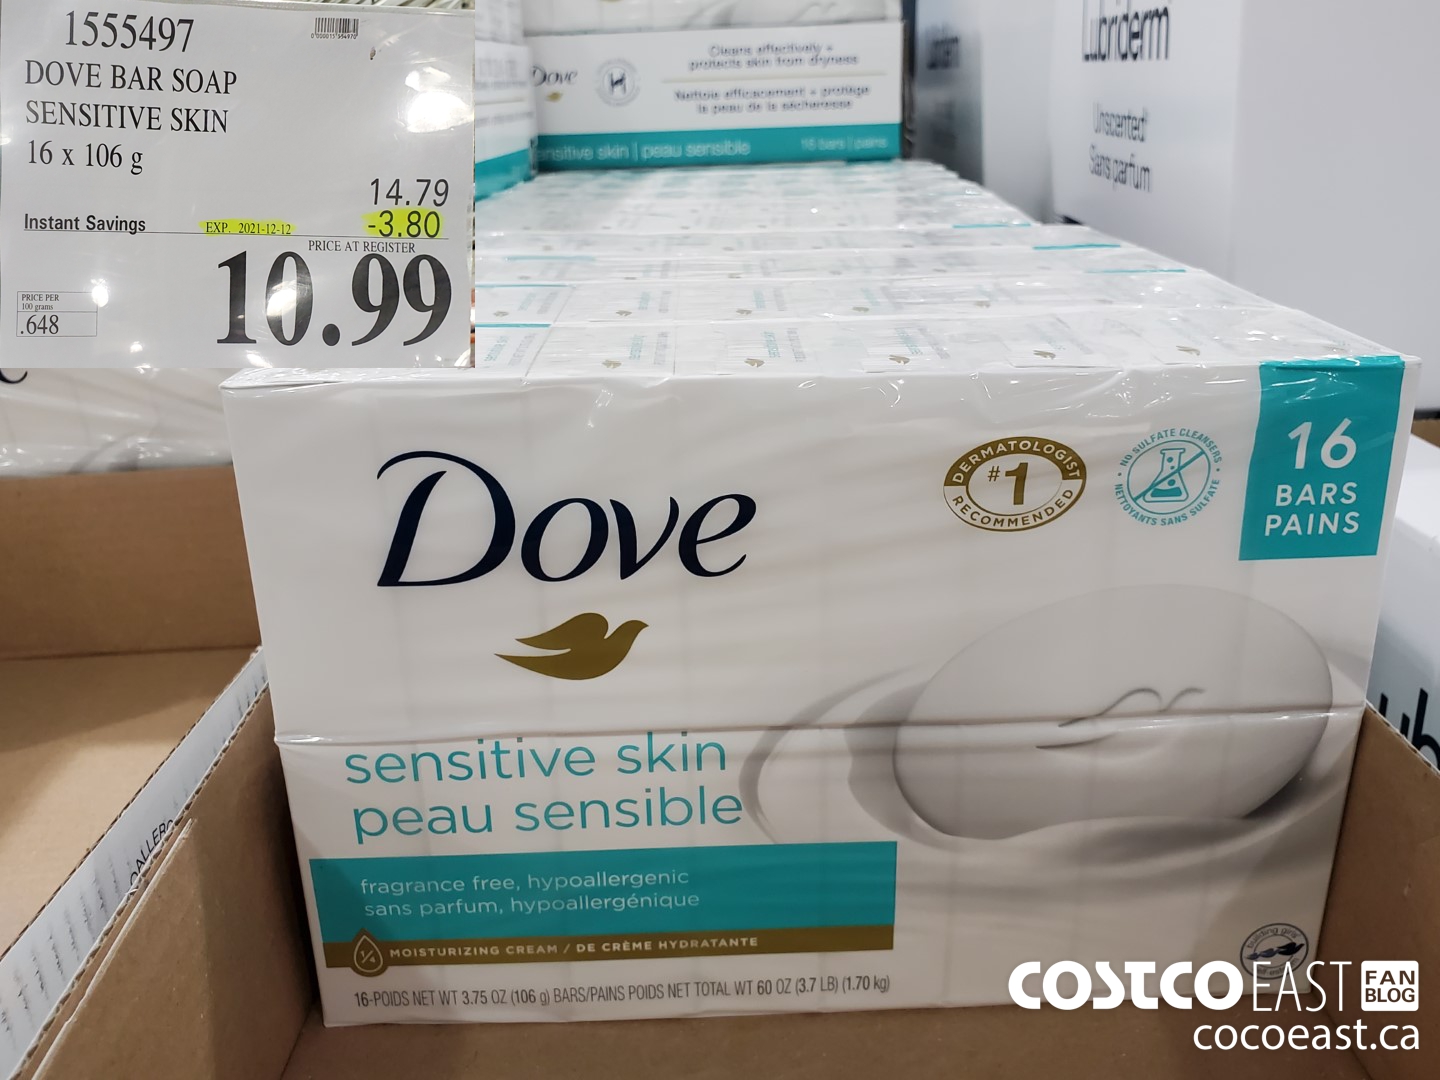 1555497
DOVE BAR SOAP
SENSITIVE SKIN
16 x 106 g
14.79
Instant Savings EXP. 2021-12-12 -3.80
PRICE AT REGISTER
10.99
PRICE PER
100 grams
.648
Dove
Cleans effectively +
protects skin from dryness
Nettoie efficacement + protège
la peau de la sécheresse
ensitive skin | peau sensible 16 bars | pains
Lubriderm
Unscented
Sans parfum
Dove
DERMATOLOGIST
#1
RECOMMENDED
NO SULFATE CLEANSERS
NETTOYANTS SANS SULFATE
16
BARS
PAINS
sensitive skin
peau sensible
fragrance free, hypoallergenic
sans parfum, hypoallergénique
1/4 MOISTURIZING CREAM / DE CRÈME HYDRATANTE
16-POIDS NET WT 3.75 OZ (106 g) BARS/PAINS POIDS NET TOTAL WT 60 OZ (3.7 LB) (1.70 kg)
COSTCO EAST FAN
BLOG
cocoeast.ca